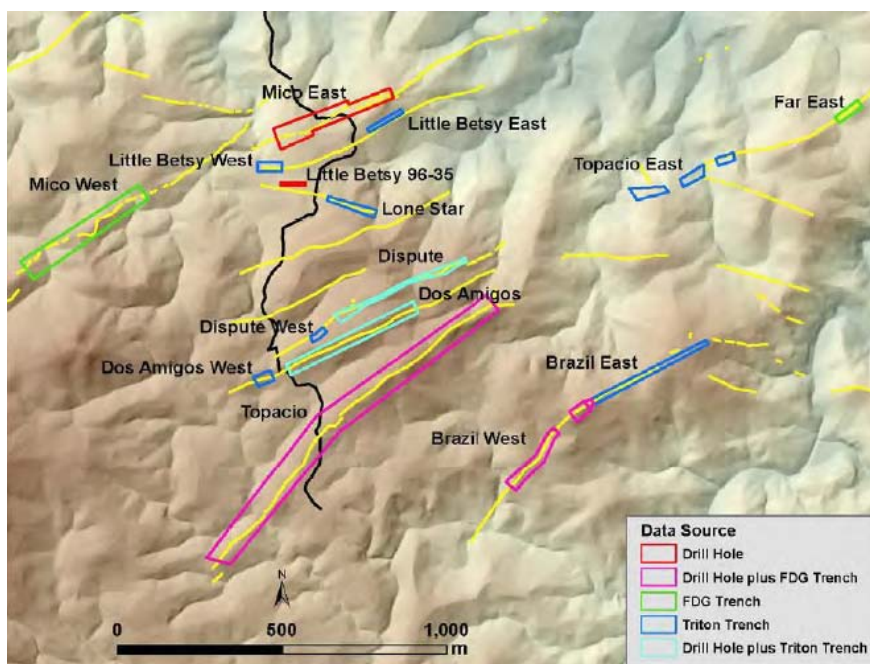 Mico East
Far East
Little Betsy East
Little Betsy West
Topacio East
Little Betsy 96-35
Mico West
Lone Star
Dispute
Dos Amigos
Dispute West
Dos Amigos West
Brazil East
Topacio
Brazil West
Data Source
Drill Hole
Drill Hole plus FDG Trench
FDG Trench
Triton Trench
Drill Hole plus Triton Trench
N
0 500 1,000
m